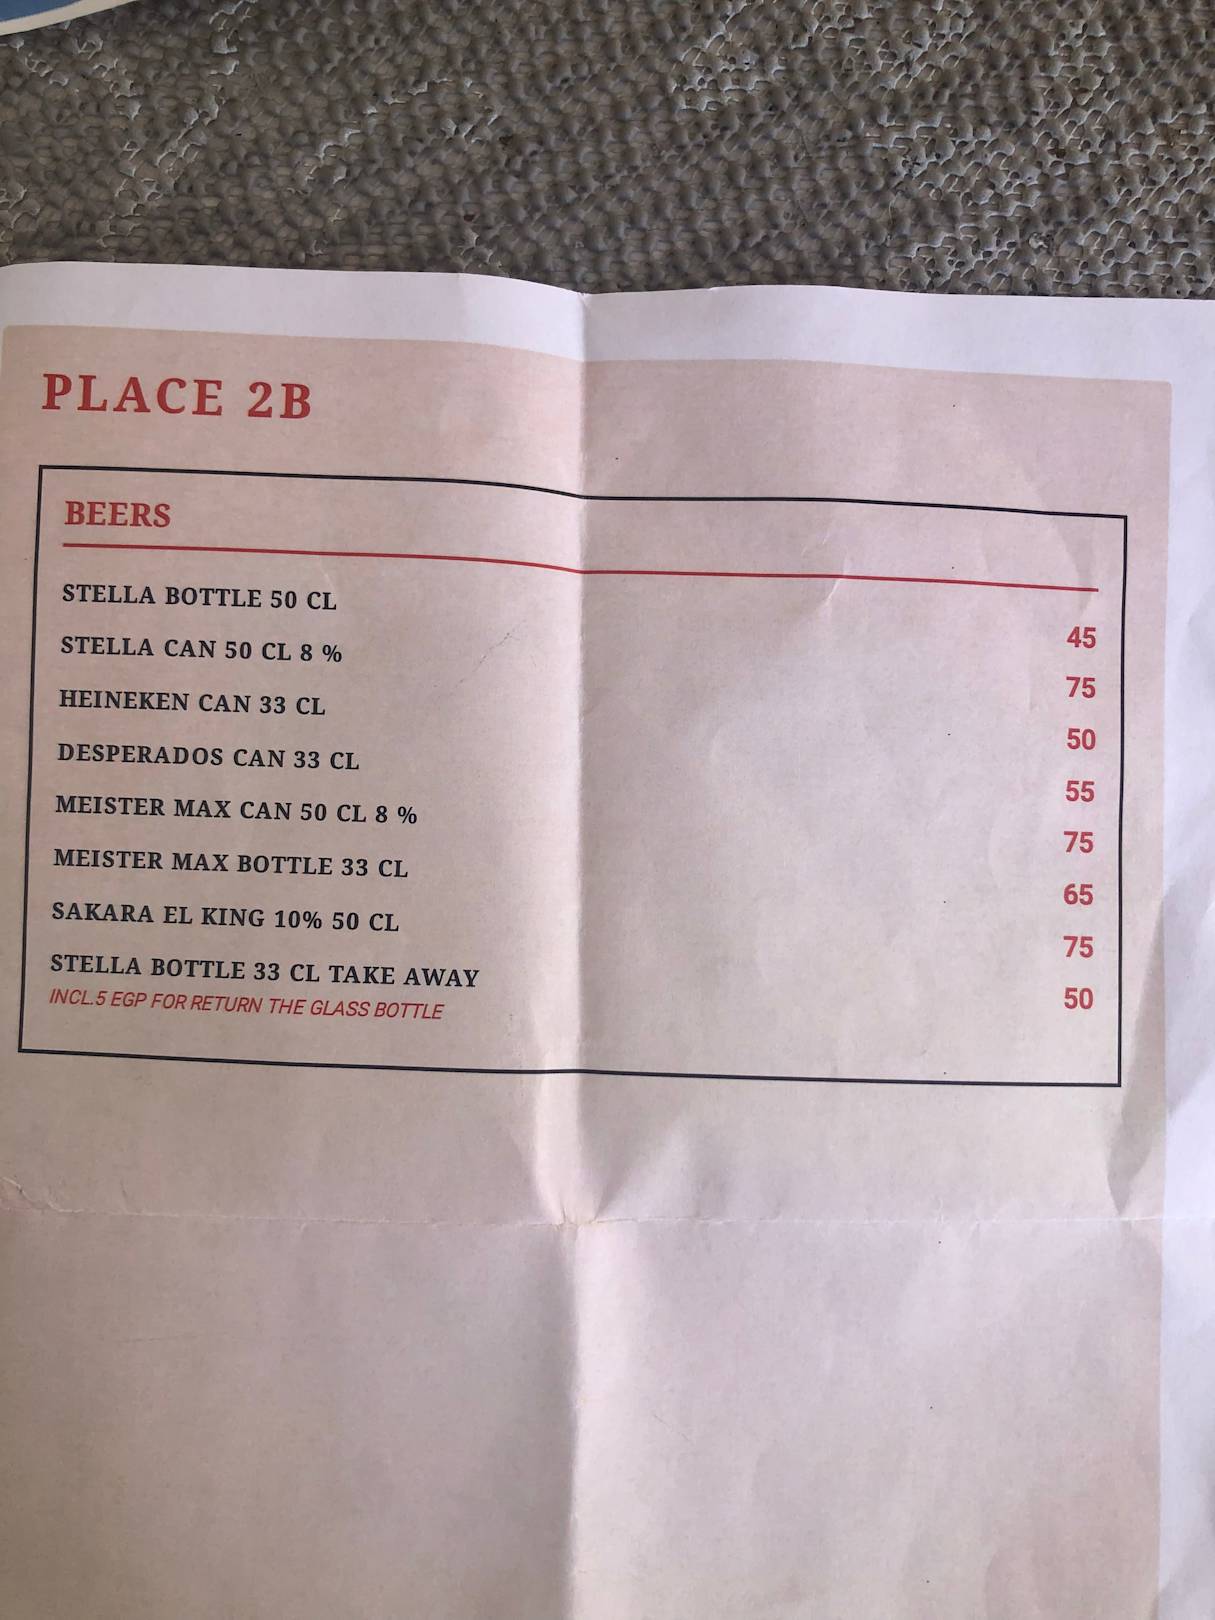 PLACE 2B
BEERS
STELLA BOTTLE 50 CL 45
STELLA CAN 50 CL 8 % 75
HEINEKEN CAN 33 CL 50
DESPERADOS CAN 33 CL 55
MEISTER MAX CAN 50 CL 8 % 75
MEISTER MAX BOTTLE 33 CL 65
SAKARA EL KING 10% 50 CL 75
STELLA BOTTLE 33 CL TAKE AWAY 50
INCL.5 EGP FOR RETURN THE GLASS BOTTLE